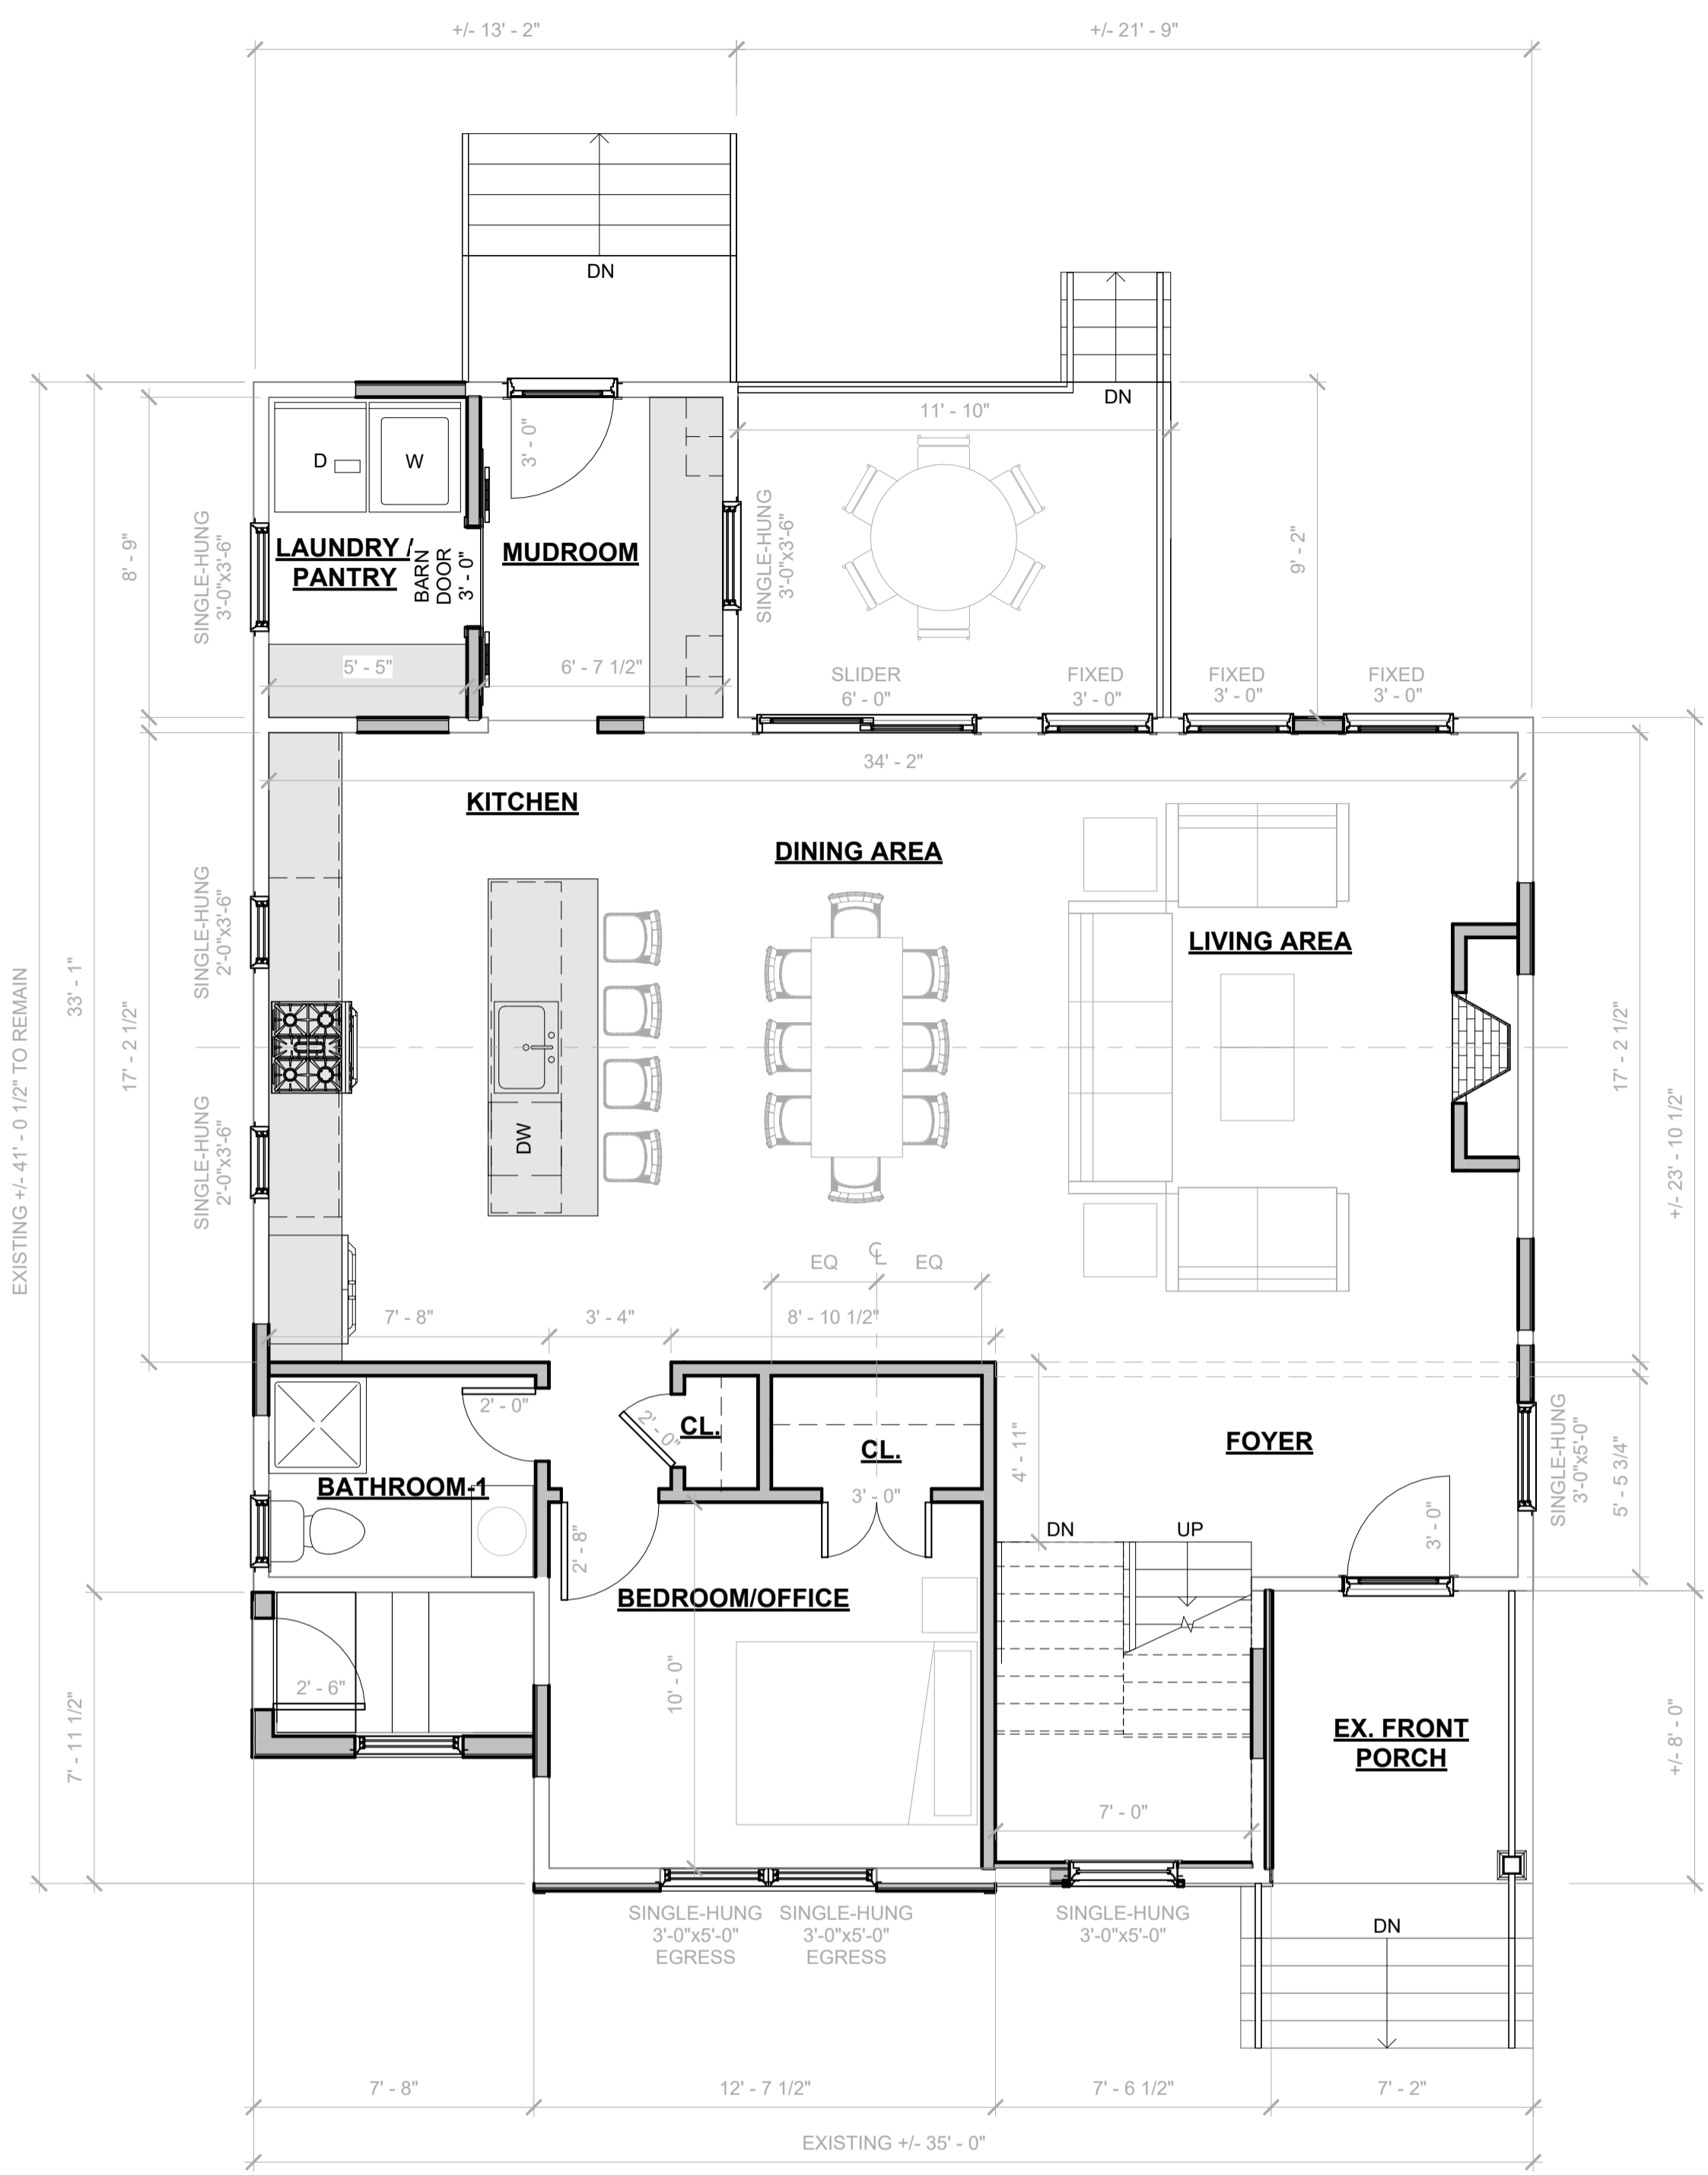 +/- 13' - 2"
+/- 21' - 9"
DN
DN
11' - 10"
3' - 0"
D
W
SINGLE-HUNG
3'-0"x3'-6"
8' - 9"
LAUNDRY /
PANTRY
BARN
DOOR
3' - 0"
MUDROOM
SINGLE-HUNG
3'-0"x3'-6"
9' - 2"
5' - 5"
6' - 7 1/2"
SLIDER
6' - 0"
FIXED
3' - 0"
FIXED
3' - 0"
FIXED
3' - 0"
34' - 2"
KITCHEN
DINING AREA
LIVING AREA
SINGLE-HUNG
2'-0"x3'-6"
EXISTING +/- 41' - 0 1/2" TO REMAIN
33' - 1"
17' - 2 1/2"
17' - 2 1/2"
+/- 23' - 10 1/2"
DW
SINGLE-HUNG
2'-0"x3'-6"
EQ
CL
EQ
7' - 8"
3' - 4"
8' - 10 1/2"
2' - 0"
2' - 0"
CL.
CL.
4' - 11"
FOYER
SINGLE-HUNG
3'-0"x5'-0"
5' - 5 3/4"
BATHROOM 1
3' - 0"
DN
UP
3' - 0"
2' - 8"
BEDROOM/OFFICE
2' - 6"
10' - 0"
7' - 11 1/2"
EX. FRONT
PORCH
+/- 8' - 0"
7' - 0"
SINGLE-HUNG
3'-0"x5'-0"
EGRESS
SINGLE-HUNG
3'-0"x5'-0"
EGRESS
SINGLE-HUNG
3'-0"x5'-0"
DN
7' - 8"
12' - 7 1/2"
7' - 6 1/2"
7' - 2"
EXISTING +/- 35' - 0"